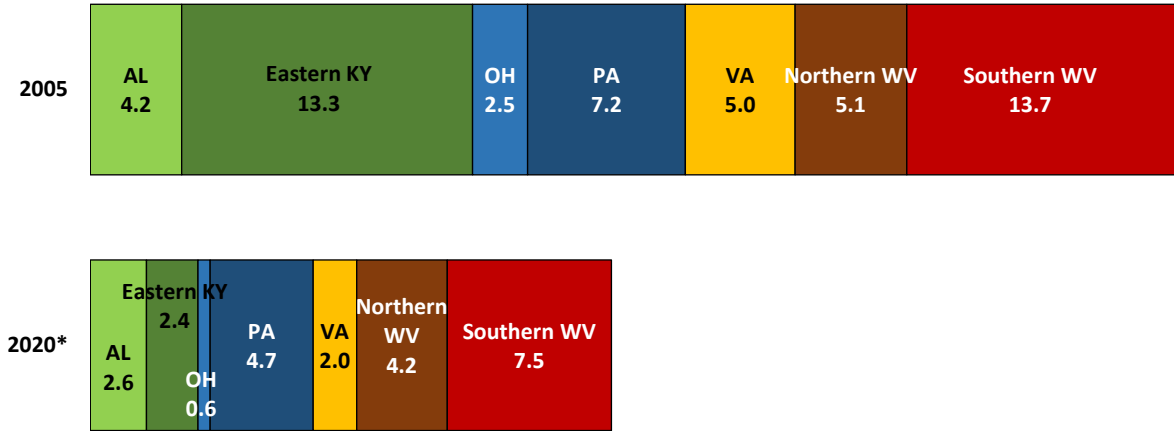 2005
AL
4.2
Eastern KY
13.3
OH
2.5
PA
7.2
VA
5.0
Northern WV
5.1
Southern WV
13.7
2020*
AL
2.6
Eastern KY
2.4
OH
0.6
PA
4.7
VA
2.0
Northern
WV
4.2
Southern WV
7.5